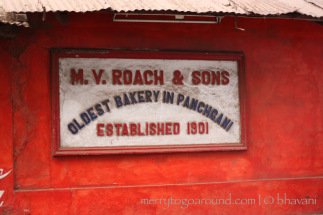 M. V. ROACH & SONS
OLDEST BAKERY IN PANCHGANI
ESTABLISHED 1901
merrytogoaround.com | © bhavani